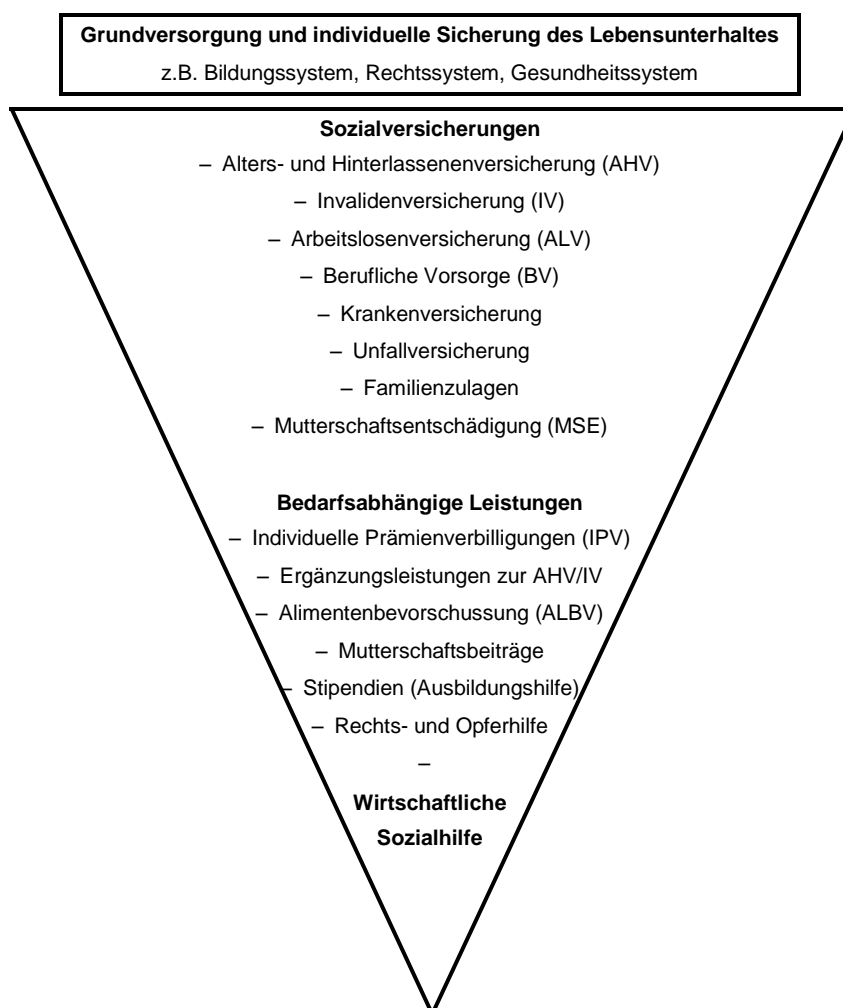 Grundversorgung und individuelle Sicherung des Lebensunterhaltes
z.B. Bildungssystem, Rechtssystem, Gesundheitssystem
Sozialversicherungen
– Alters- und Hinterlassenenversicherung (AHV)
– Invalidenversicherung (IV)
– Arbeitslosenversicherung (ALV)
– Berufliche Vorsorge (BV)
– Krankenversicherung
– Unfallversicherung
– Familienzulagen
– Mutterschaftsentschädigung (MSE)
Bedarfsabhängige Leistungen
– Individuelle Prämienverbilligungen (IPV)
– Ergänzungsleistungen zur AHV/IV
– Alimentenbevorschussung (ALBV)
– Mutterschaftsbeiträge
– Stipendien (Ausbildungshilfe)
– Rechts- und Opferhilfe
–
Wirtschaftliche
Sozialhilfe